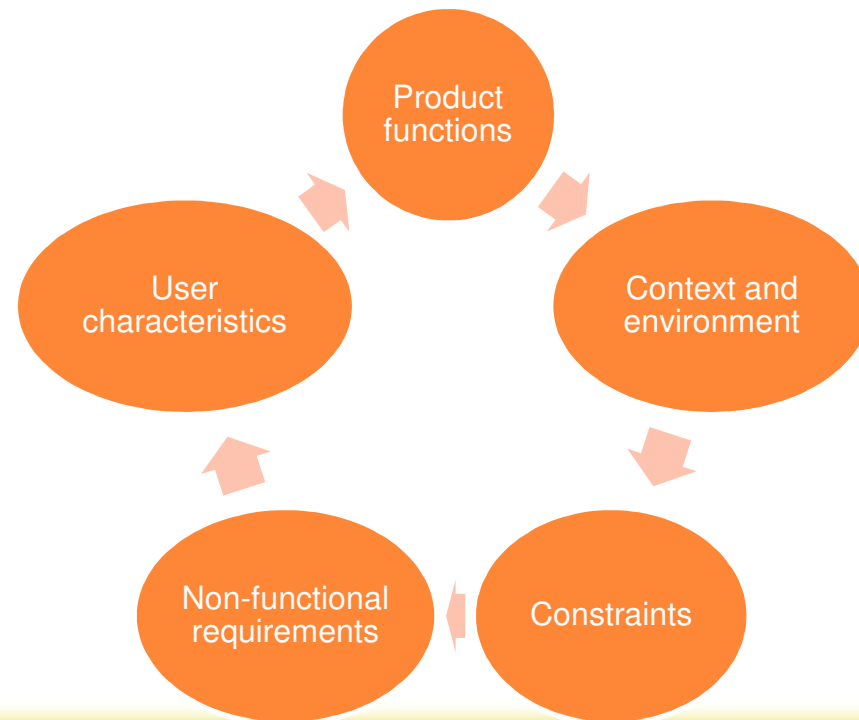 Product
functions
Context and
environment
Constraints
Non-functional
requirements
User
characteristics